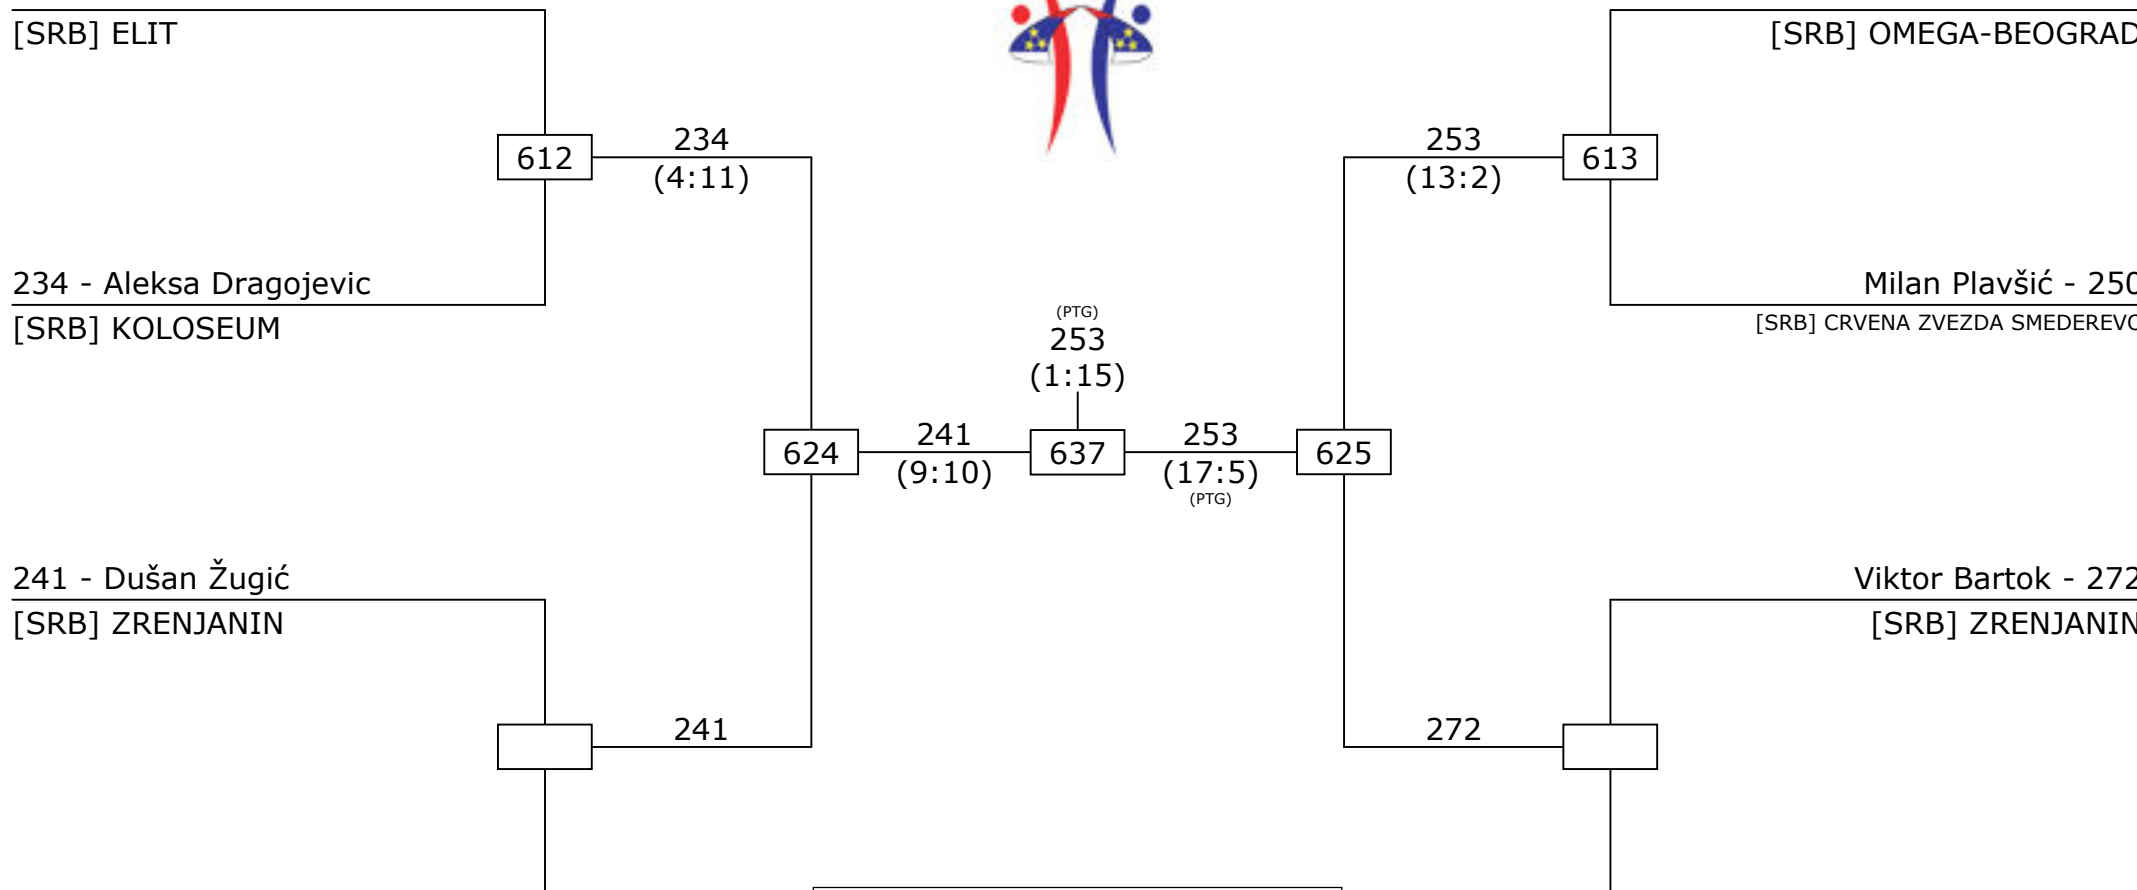 [SRB] ELIT
[SRB] OMEGA-BEOGRAD
612
234
(4:11)
253
(13:2)
613
234 - Aleksa Dragojevic
[SRB] KOLOSEUM
Milan Plavšić - 250
[SRB] CRVENA ZVEZDA SMEDEREVO
(PTG)
253
(1:15)
624
241
(9:10)
637
253
(17:5)
(PTG)
625
241 - Dušan Žugić
[SRB] ZRENJANIN
Viktor Bartok - 272
[SRB] ZRENJANIN
241
272